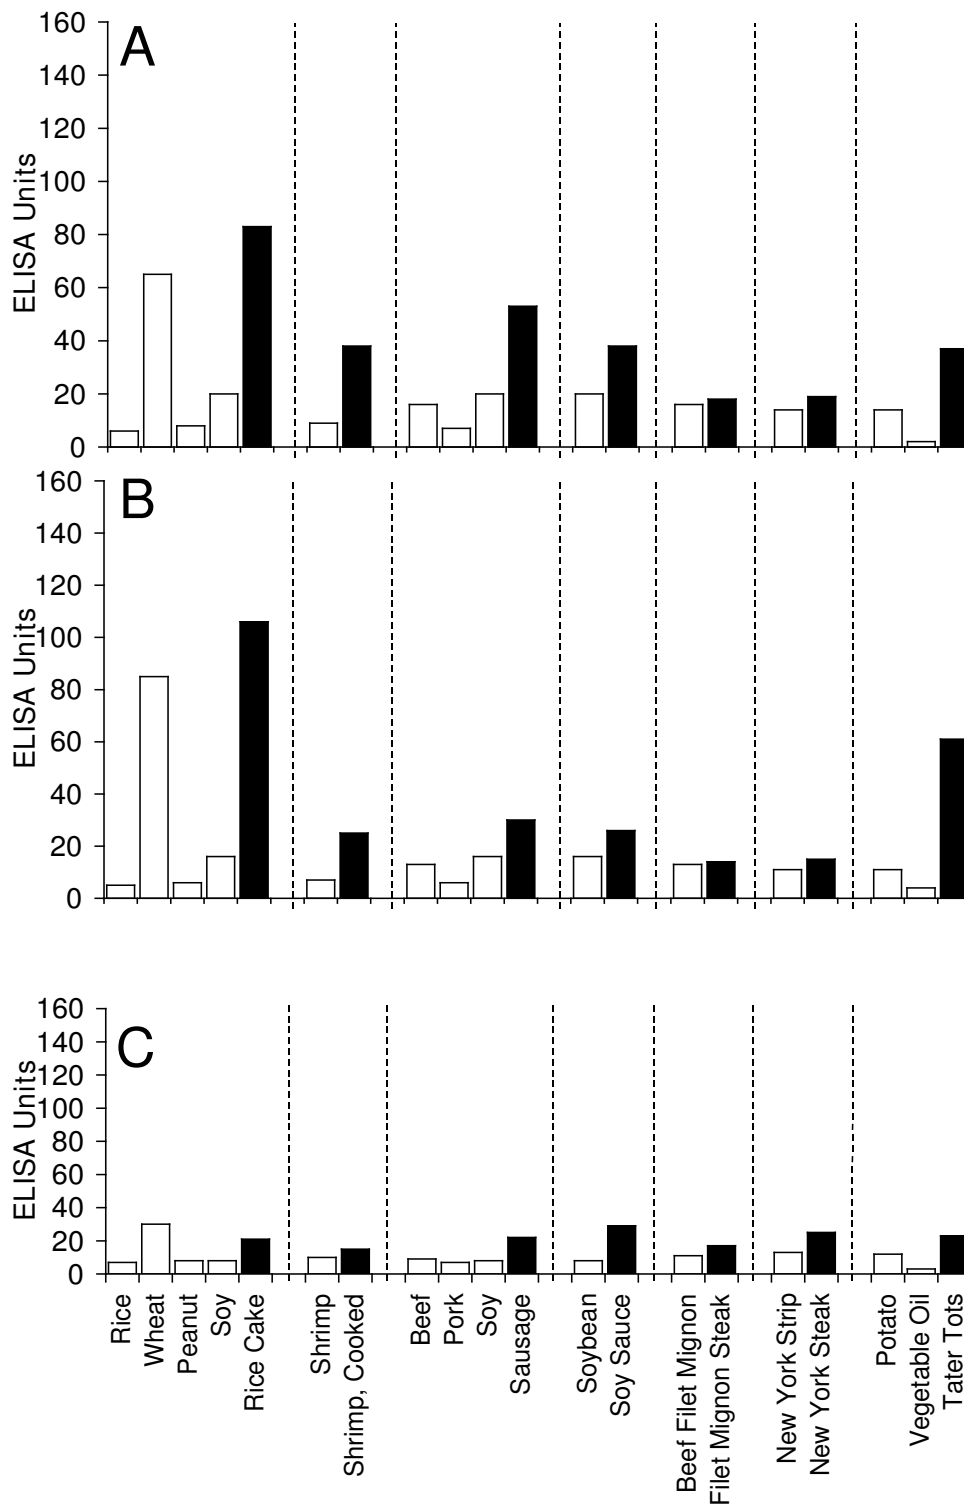 A
ELISA Units
160
140
120
100
80
60
40
20
0
B
ELISA Units
160
140
120
100
80
60
40
20
0
C
ELISA Units
160
140
120
100
80
60
40
20
0
Rice
Wheat
Peanut
Soy
Rice Cake
Shrimp
Shrimp, Cooked
Beef
Pork
Soy
Sausage
Soybean
Soy Sauce
Beef Filet Mignon
Filet Mignon Steak
New York Strip
New York Steak
Potato
Vegetable Oil
Tater Tots